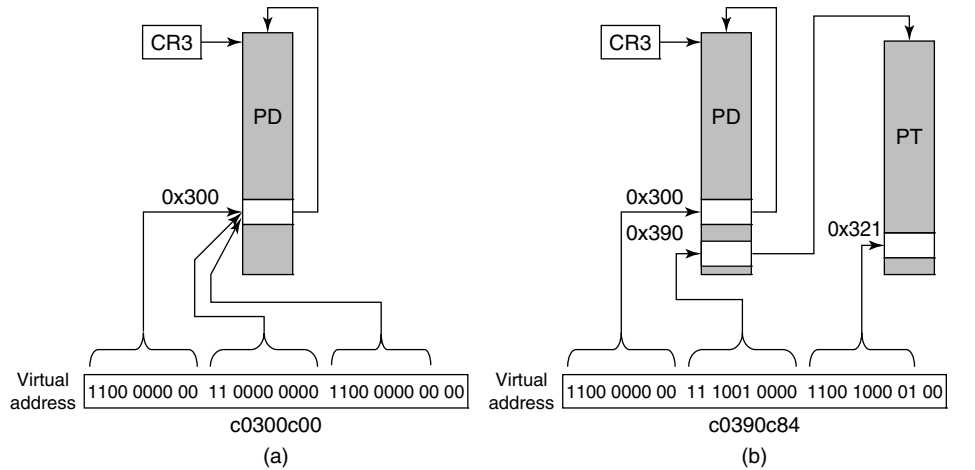 CR3
PD
0x300
Virtual address
1100 0000 00 11 0000 0000 1100 0000 00 00
c0300c00
(a)
CR3
PD
PT
0x300
0x390
0x321
Virtual address
1100 0000 00 11 1001 0000 1100 1000 01 00
c0390c84
(b)